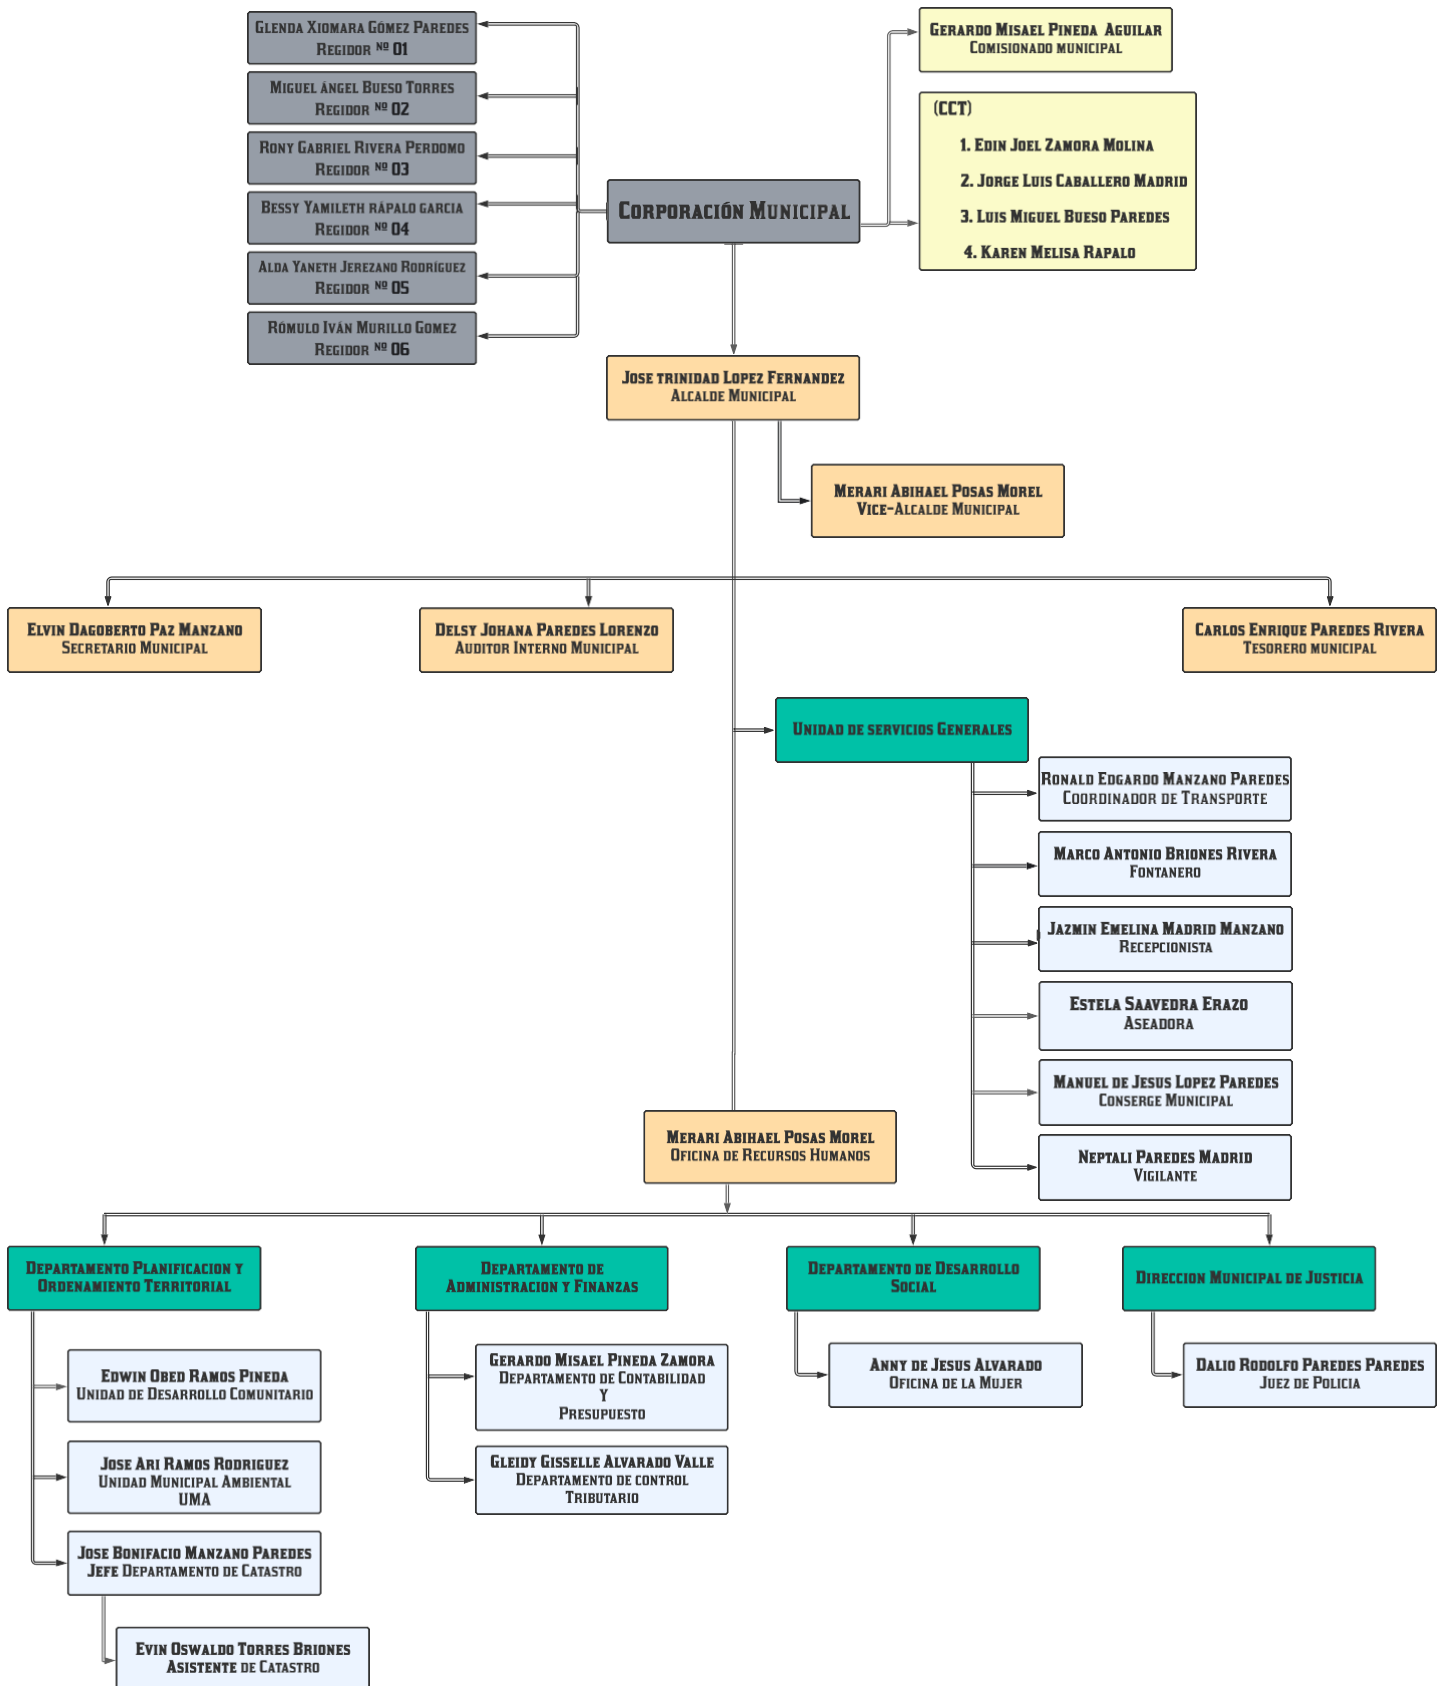 Glenda Xiomara Gómez Paredes
Regidor Nº 01
Miguel ángel Bueso Torres
Regidor Nº 02
Rony Gabriel Rivera Perdomo
Regidor Nº 03
Bessy Yamileth rápalo garcia
Regidor Nº 04
Alda Yaneth Jerezano Rodríguez
Regidor Nº 05
Rómulo Iván Murillo Gomez
Regidor Nº 06
Gerardo Misael Pineda Aguilar
Comisionado municipal
(CCT)
1. Edin Joel Zamora Molina
2. Jorge Luis Caballero Madrid
3. Luis Miguel Bueso Paredes
4. Karen Melisa Rapalo
Corporación Municipal
Jose trinidad Lopez Fernandez
Alcalde Municipal
Merari Abihael Posas Morel
Vice-Alcalde Municipal
Elvin Dagoberto Paz Manzano
Secretario Municipal
Delsy Johana Paredes Lorenzo
Auditor Interno Municipal
Carlos Enrique Paredes Rivera
Tesorero municipal
Unidad de servicios Generales
Ronald Edgardo Manzano Paredes
Coordinador de Transporte
Marco Antonio Briones Rivera
Fontanero
Jazmin Emelina Madrid Manzano
Recepcionista
Estela Saavedra Erazo
Aseadora
Manuel de Jesus Lopez Paredes
Conserge Municipal
Neptali Paredes Madrid
Vigilante
Merari Abihael Posas Morel
Oficina de Recursos Humanos
Departamento Planificacion y
Ordenamiento Territorial
Edwin Obed Ramos Pineda
Unidad de Desarrollo Comunitario
Jose Ari Ramos Rodriguez
Unidad Municipal Ambiental
UMA
Jose Bonifacio Manzano Paredes
Jefe Departamento de Catastro
Evin Oswaldo Torres Briones
Asistente de Catastro
Departamento de
Administracion y Finanzas
Gerardo Misael Pineda Zamora
Departamento de Contabilidad
Y
Presupuesto
Gleidy Gisselle Alvarado Valle
Departamento de control
Tributario
Departamento de Desarrollo
Social
Anny de Jesus Alvarado
Oficina de la Mujer
Direccion Municipal de Justicia
Dalio Rodolfo Paredes Paredes
Juez de Policia